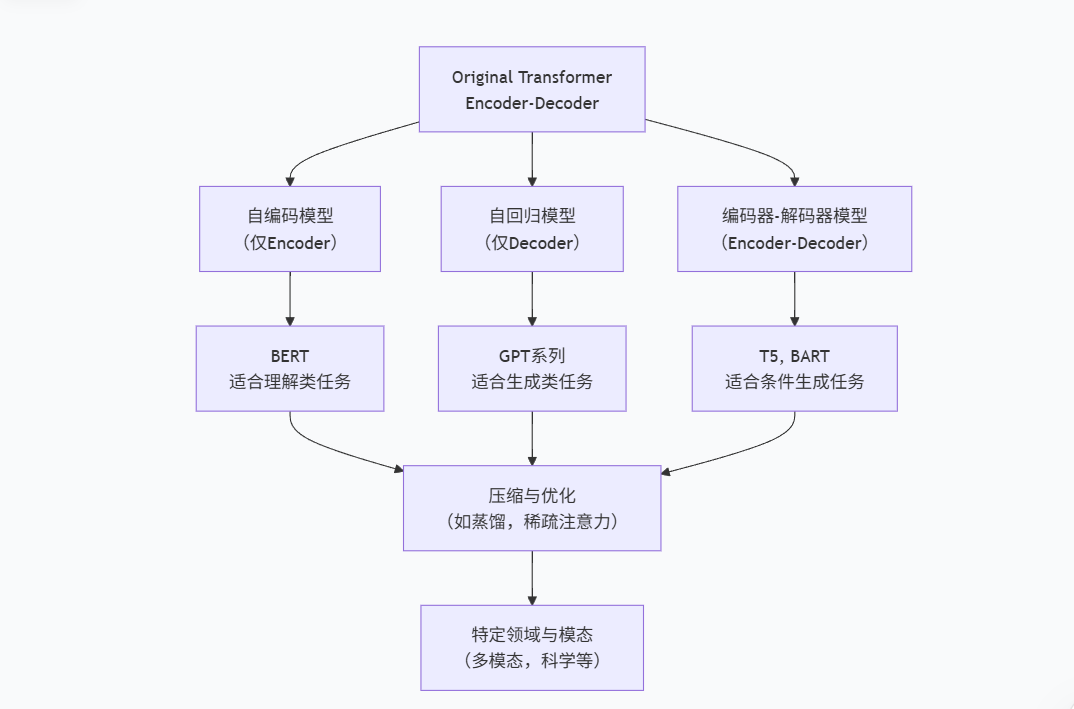 Original Transformer
Encoder-Decoder
自编码模型
（仅Encoder）
自回归模型
（仅Decoder）
编码器-解码器模型
（Encoder-Decoder）
BERT
适合理解类任务
GPT系列
适合生成类任务
T5, BART
适合条件生成任务
压缩与优化
（如蒸馏，稀疏注意力）
特定领域与模态
（多模态，科学等）